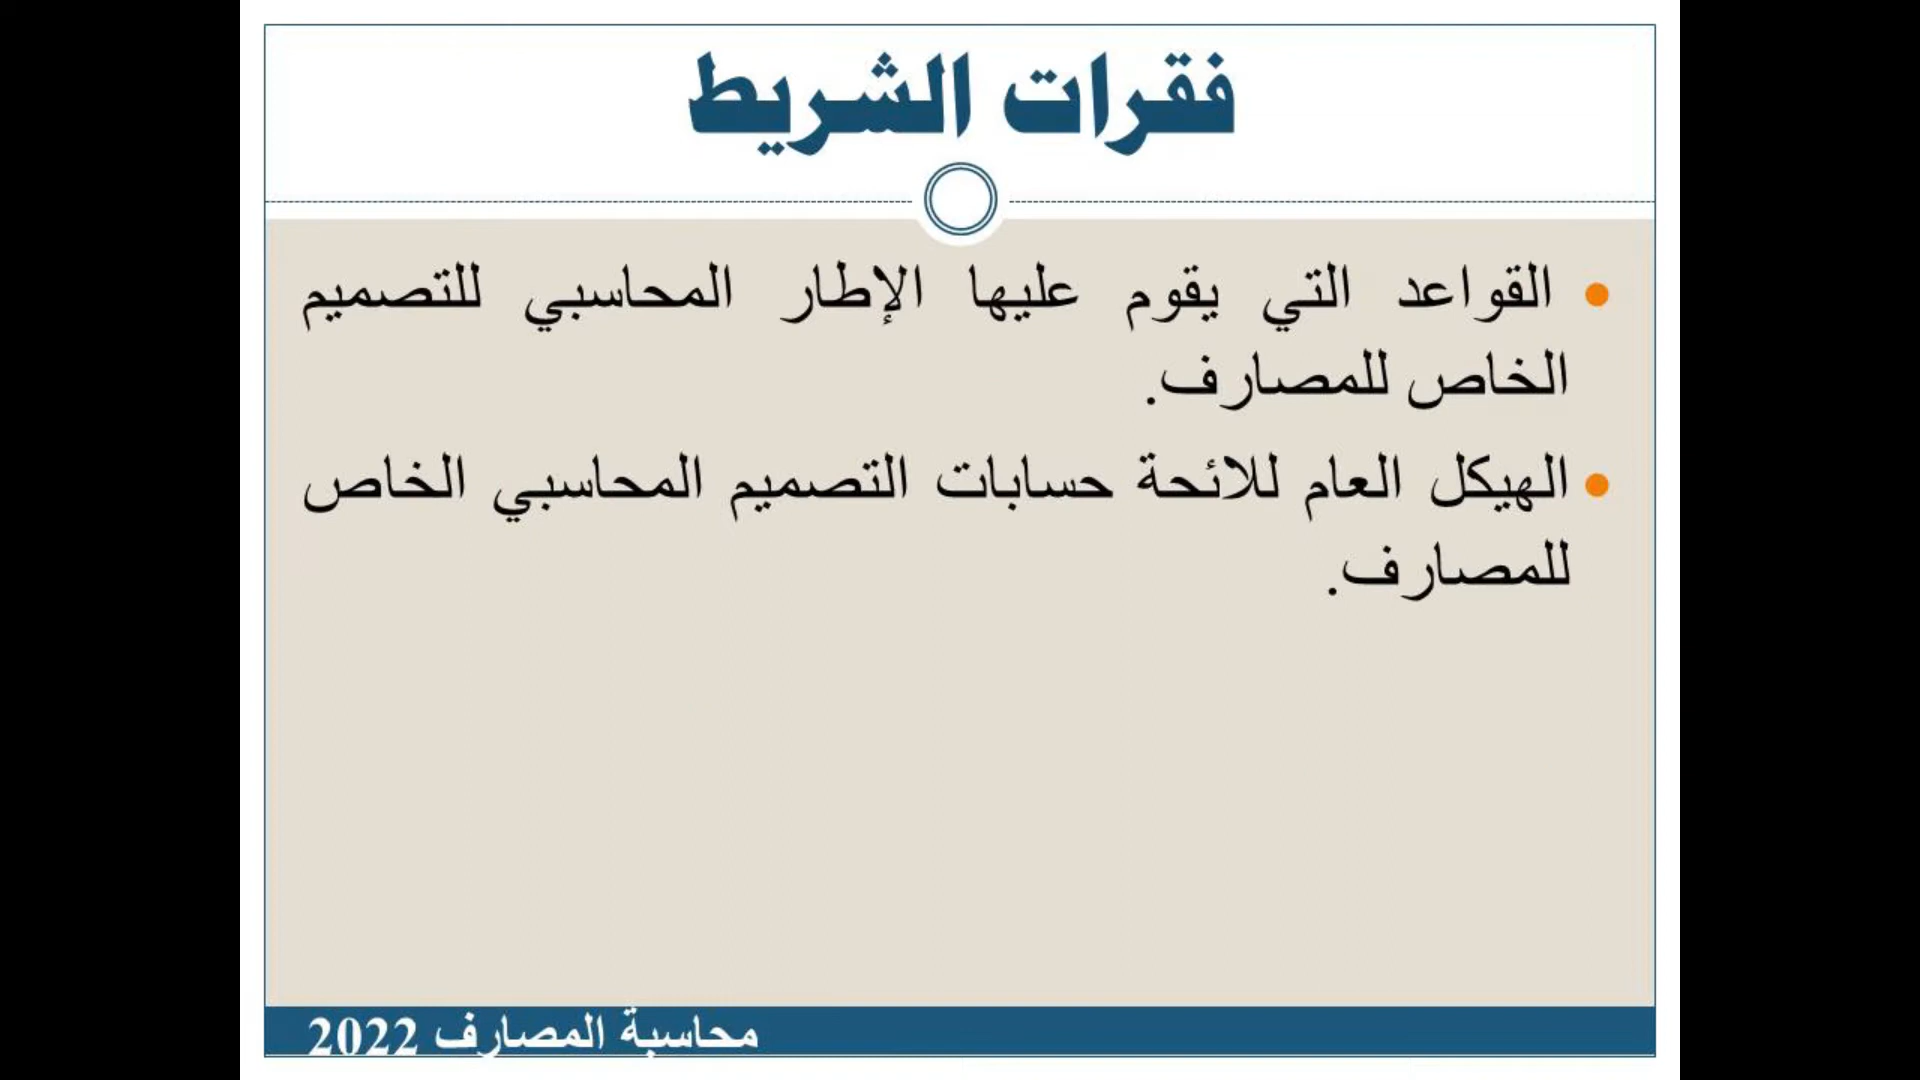 فقرات الشريط
• القواعد التي يقوم عليها الإطار المحاسبي للتصميم
الخاص للمصارف.
• الهيكل العام للائحة حسابات التصميم المحاسبي الخاص
للمصارف.
محاسبة المصارف 2022